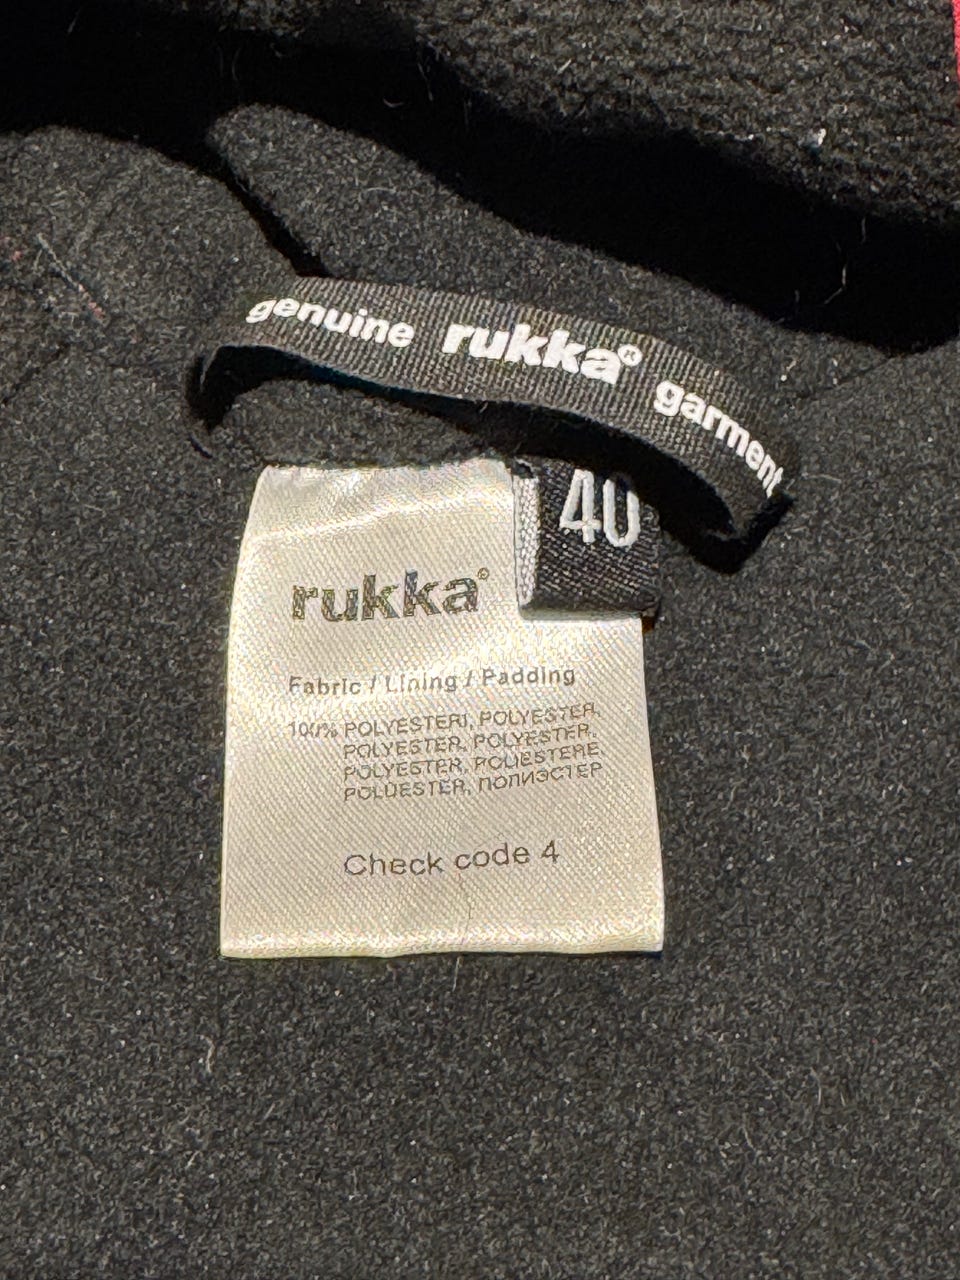 genuine rukka® garment
40
rukka®
Fabric / Lining / Padding
100% POLYESTERI, POLYESTER,
POLYESTER, POLYESTER,
POLYESTER, POLIESTERE,
POLÜESTER, ПОЛИЭСТЕР
Check code 4